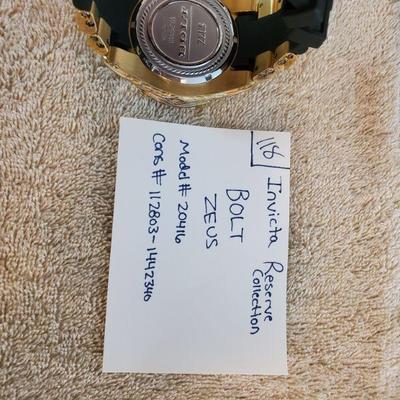 118
Invicta Reserve
Collection
BOLT
ZEUS
Model# 20416
Cons# 112803-1442340